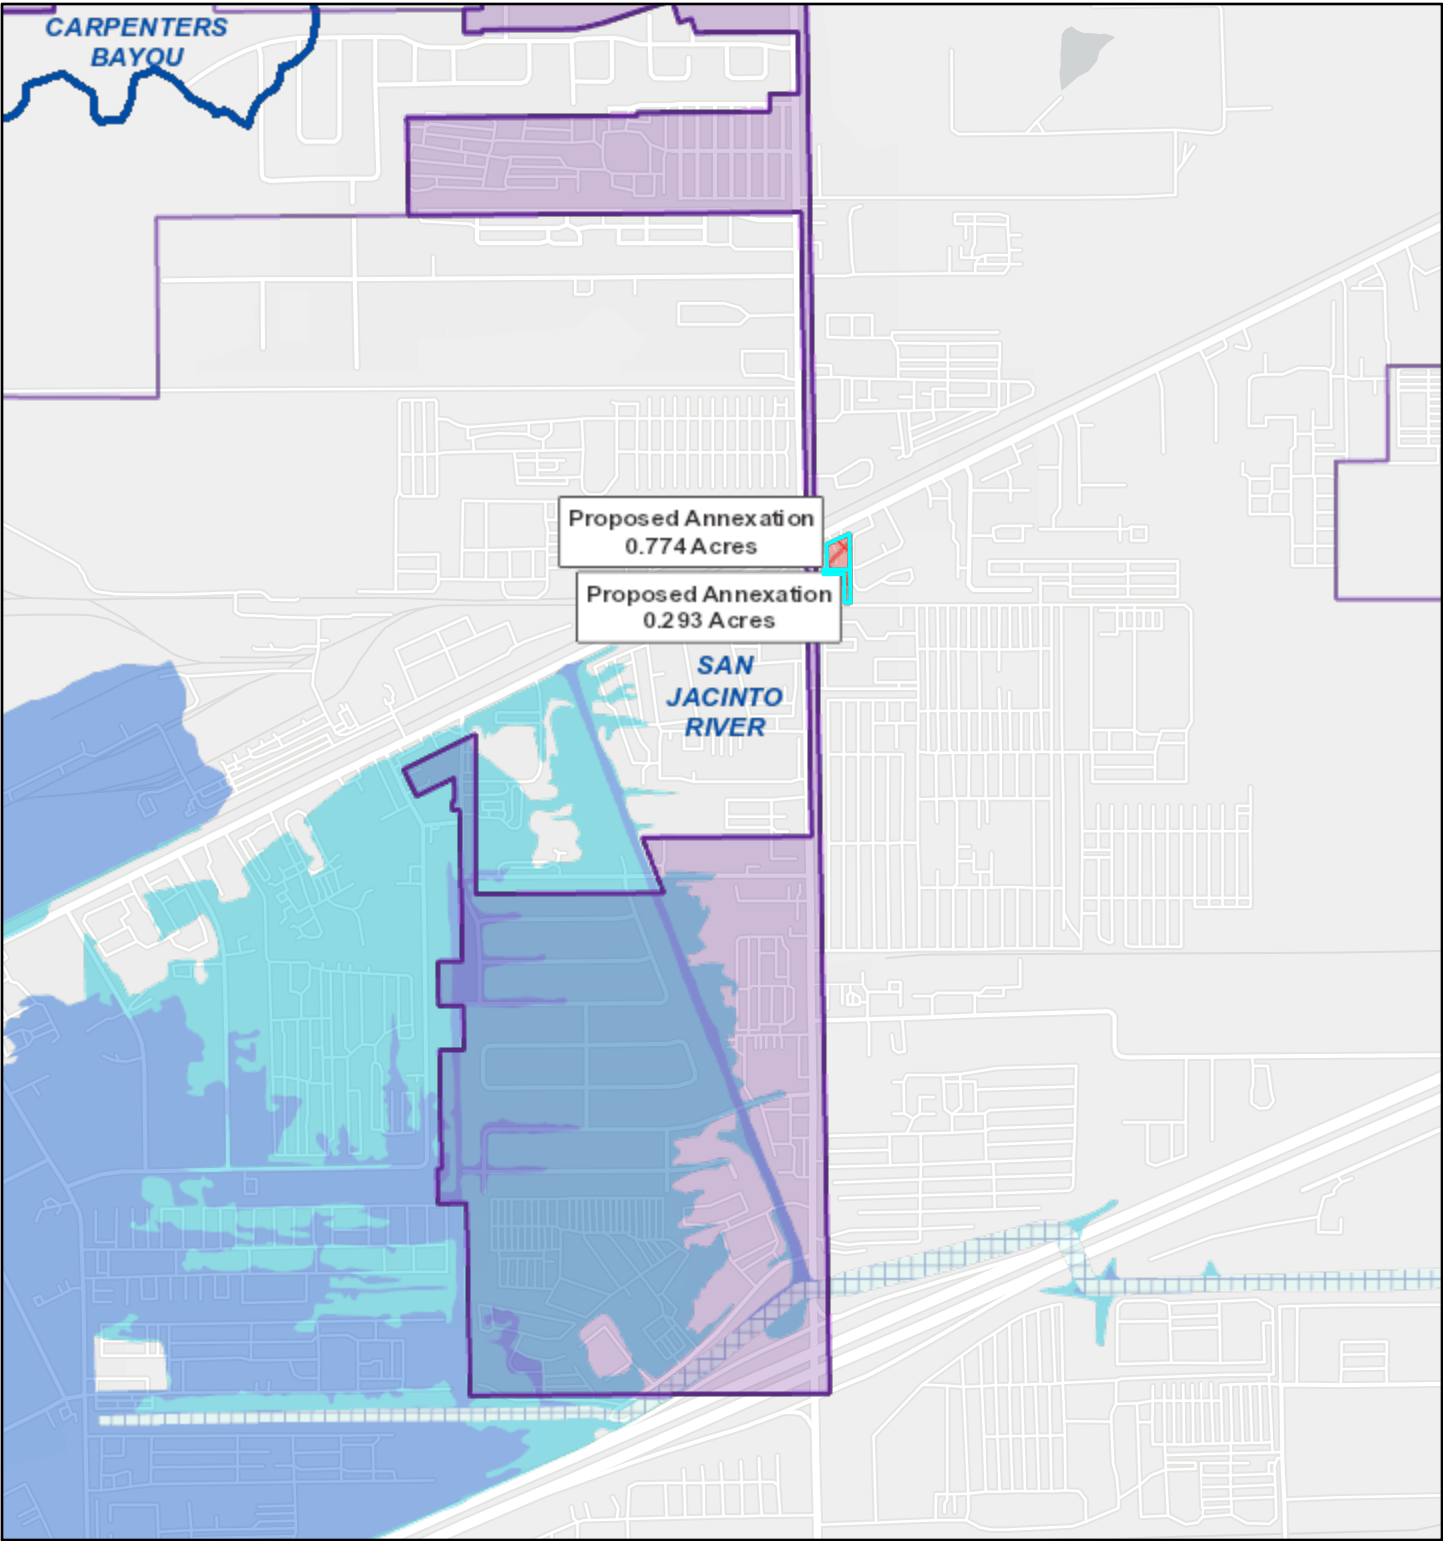 CARPENTERS
BAYOU
Proposed Annexation
0.774 Acres
Proposed Annexation
0.293 Acres
SAN
JACINTO
RIVER